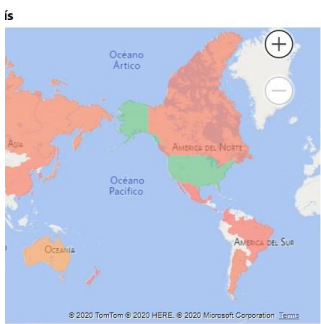 ís
Océano
Ártico
Asia
América del Norte
Océano
Pacífico
Oceanía
América del Sur
© 2020 TomTom © 2020 HERE, © 2020 Microsoft Corporation Terms